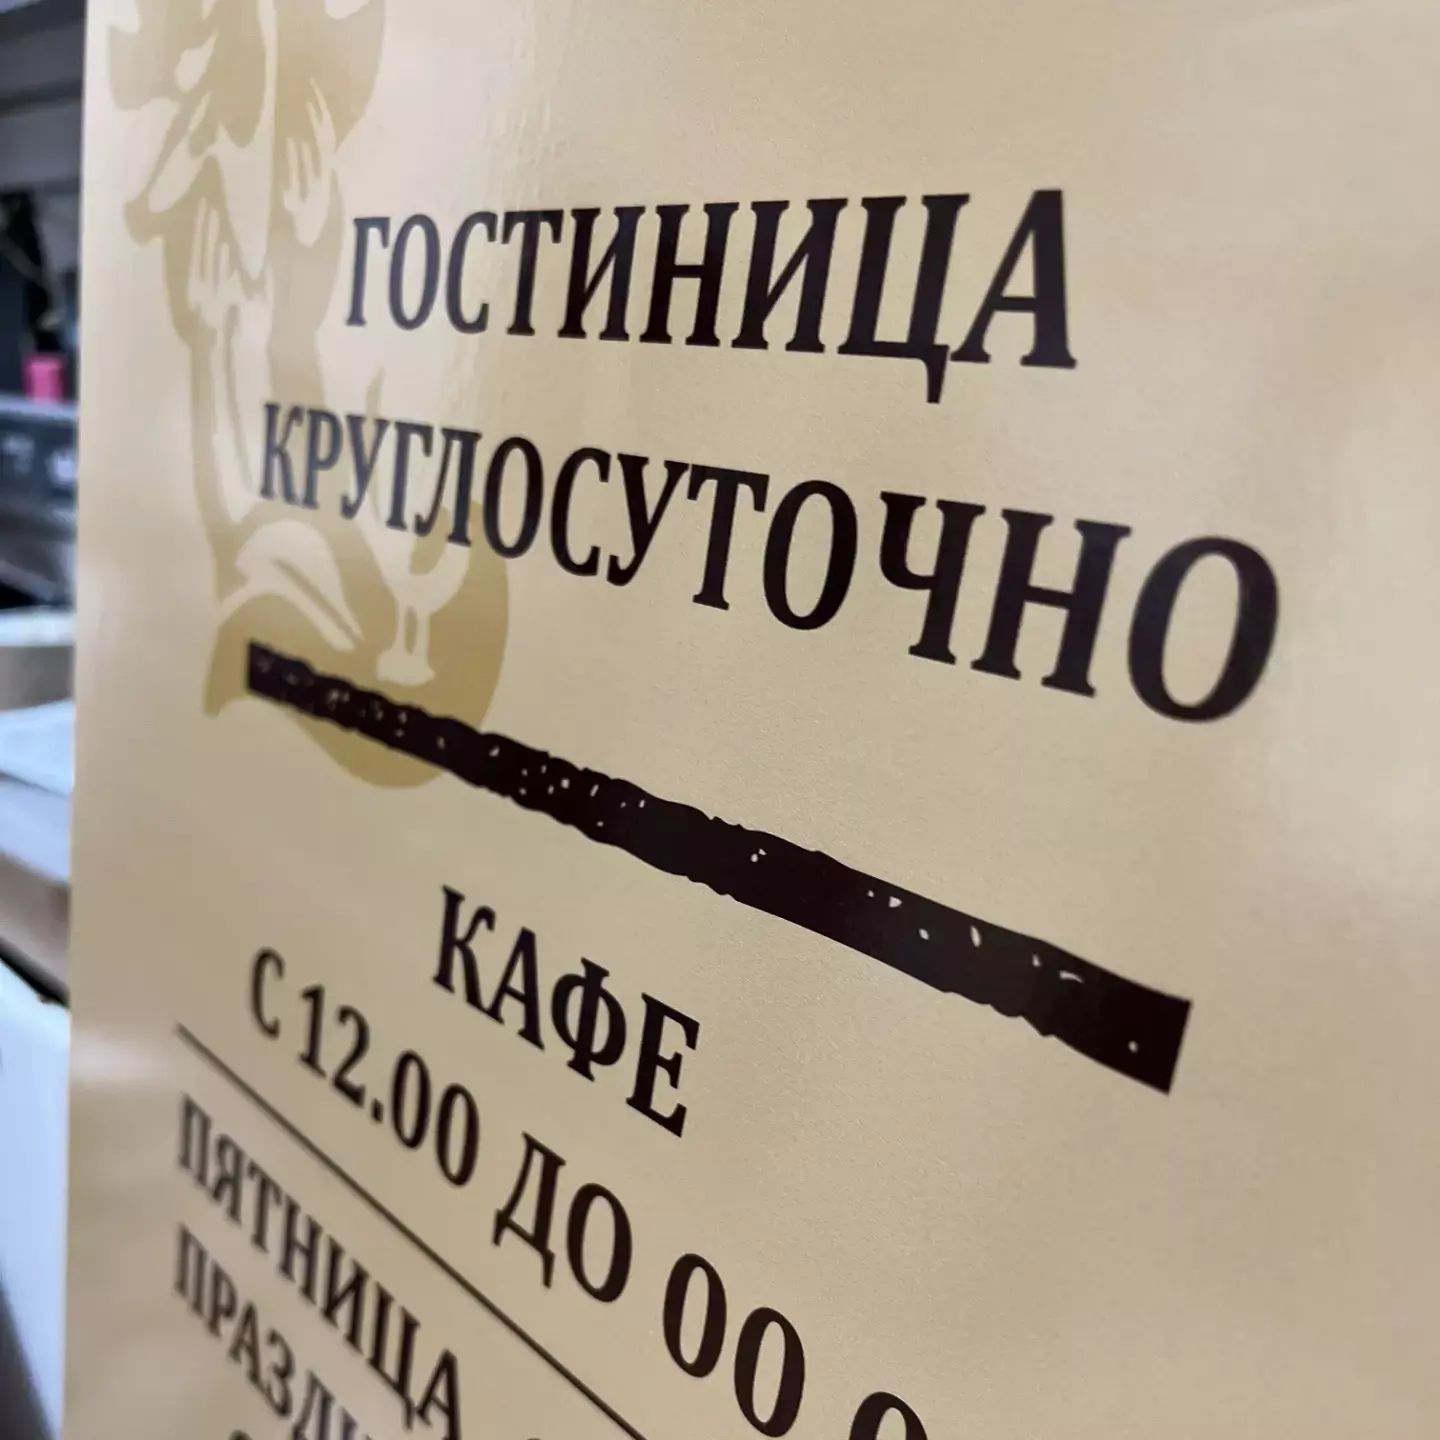 ГОСТИНИЦА
КРУГЛОСУТОЧНО
КАФЕ
С 12.00 ДО 00
ПЯТНИЦА